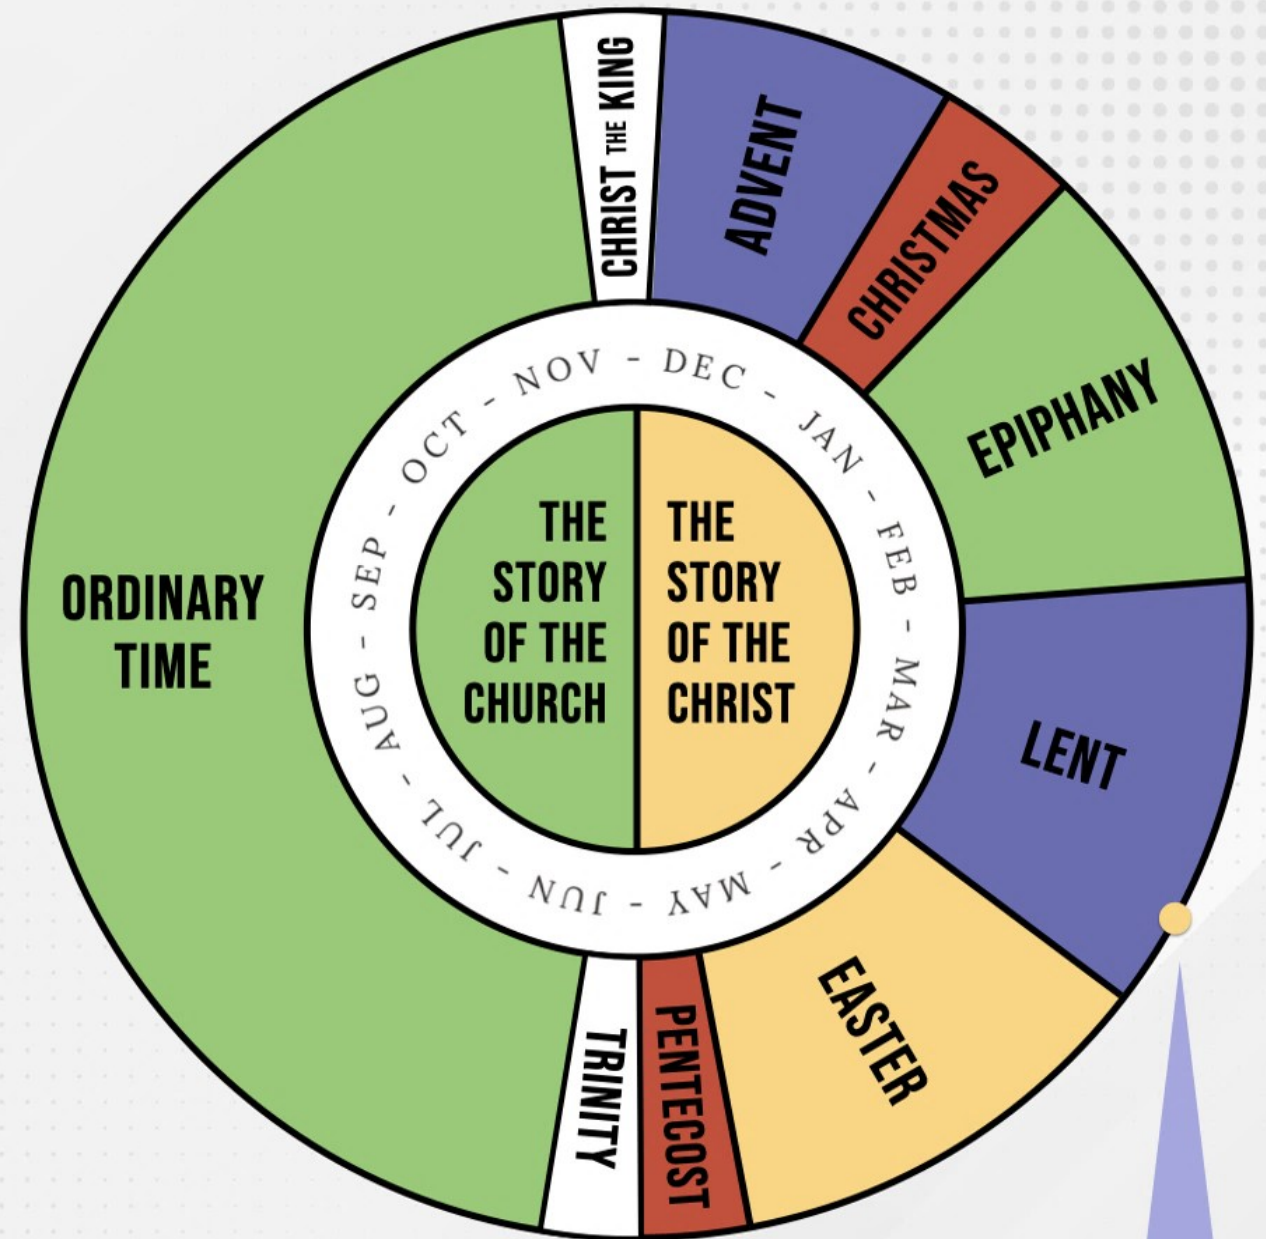 CHRIST THE KING
ADVENT
CHRISTMAS
EPIPHANY
LENT
EASTER
PENTECOST
TRINITY
ORDINARY
TIME
DEC - JAN - FEB - MAR - APR - MAY - JUN - JUL - AUG - SEP - OCT - NOV -
THE
STORY
OF THE
CHURCH
THE
STORY
OF THE
CHRIST